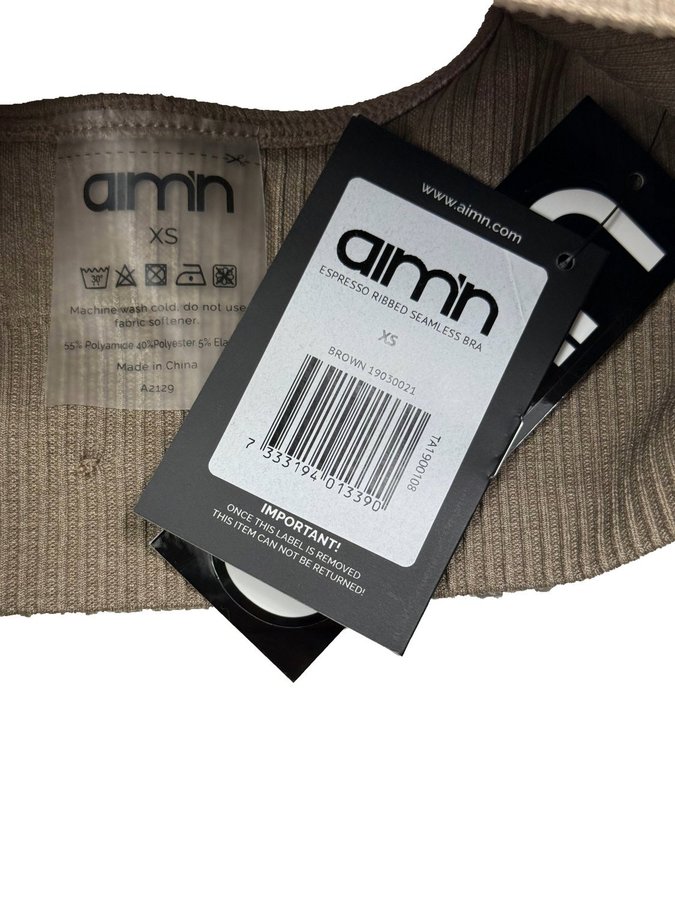 aim'n
XS
30°
Machine wash cold, do not use
fabric softener.
55% Polyamide 40%Polyester 5%
Made in China
A2129
www.aimn.com
aim'n
ESPRESSO RIBBED SEAMLESS BRA
XS
BROWN 19030021
7 333194 013390
TA1900108
IMPORTANT!
ONCE THIS LABEL IS REMOVED
THIS ITEM CAN NOT BE RETURNED!